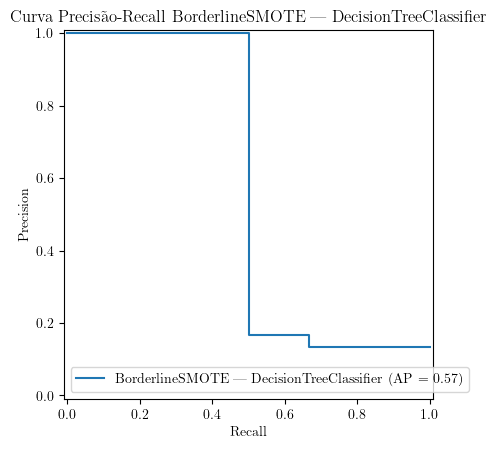 Curva Precisão-Recall BorderlineSMOTE — DecisionTreeClassifier
1.0
0.8
0.6
0.4
0.2
0.0
Precision
BorderlineSMOTE — DecisionTreeClassifier (AP = 0.57)
0.0 0.2 0.4 0.6 0.8 1.0
Recall